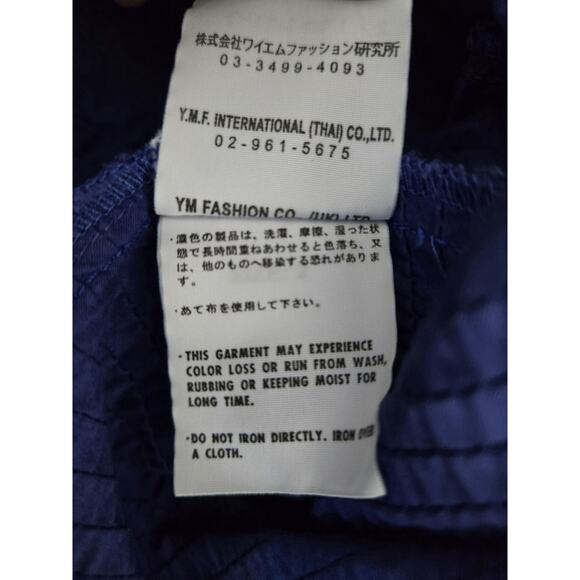 株式会社ワイエムファッション研究所
03-3499-4093
Y.M.F. INTERNATIONAL (THAI) CO.,LTD.
02-961-5675
YM FASHION CO. (UK) LTD
・濃色の製品は、洗濯、摩擦、湿った状
態で長時間重ねあわせると色落ち、又
は、他のものへ移染する恐れがありま
す。
・あて布を使用して下さい。
・THIS GARMENT MAY EXPERIENCE
COLOR LOSS OR RUN FROM WASH,
RUBBING OR KEEPING MOIST FOR
LONG TIME.
・DO NOT IRON DIRECTLY. IRON OVER
A CLOTH.